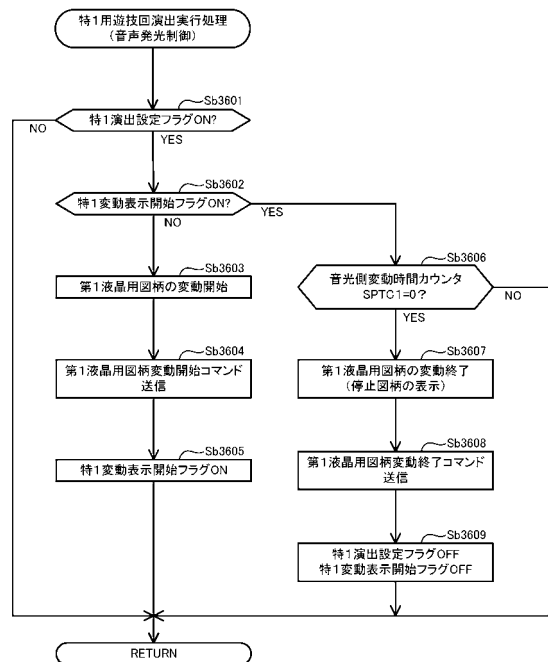 特1用遊技回演出実行処理
(音声発光制御)
Sb3601
特1演出設定フラグON?
NO
YES
Sb3602
特1変動表示開始フラグON?
YES
NO
Sb3603
第1液晶用図柄の変動開始
Sb3604
第1液晶用図柄変動開始コマンド
送信
Sb3605
特1変動表示開始フラグON
Sb3606
音光側変動時間カウンタ
SPTC1=0?
NO
YES
Sb3607
第1液晶用図柄の変動終了
(停止図柄の表示)
Sb3608
第1液晶用図柄変動終了コマンド
送信
Sb3609
特1演出設定フラグOFF
特1変動表示開始フラグOFF
RETURN